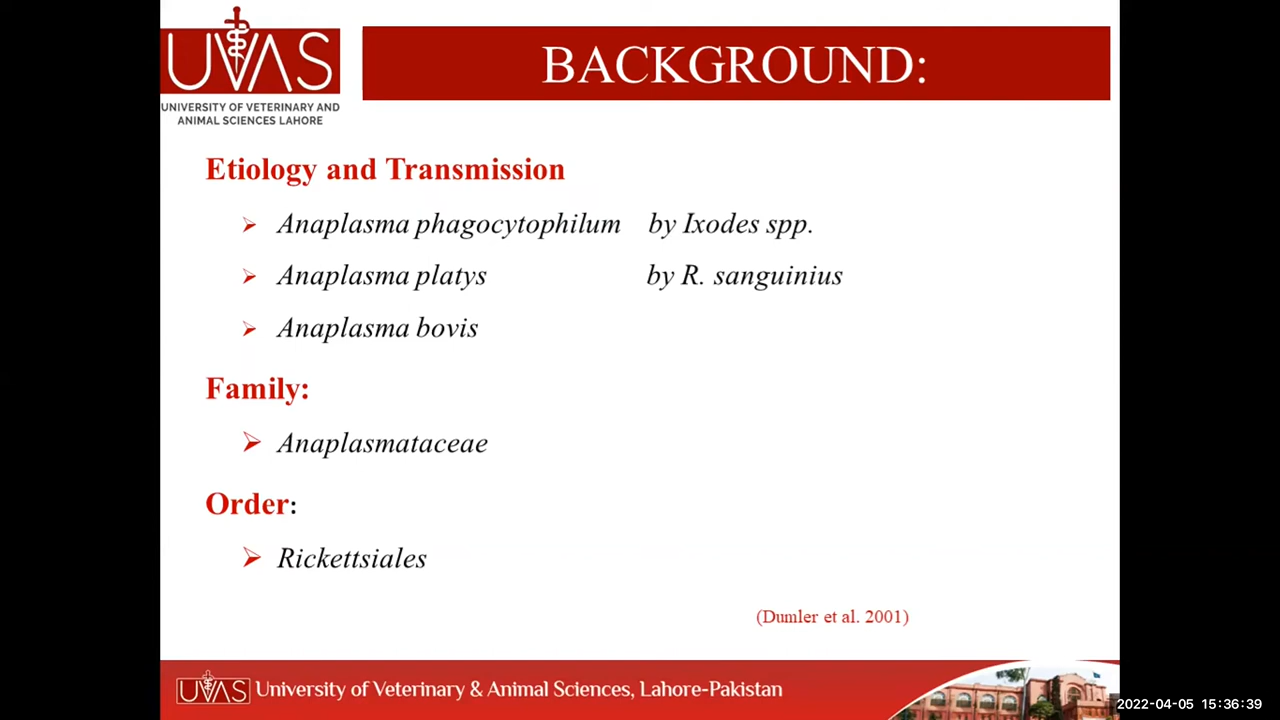 UVAS
UNIVERSITY OF VETERINARY AND
ANIMAL SCIENCES LAHORE
BACKGROUND:
Etiology and Transmission
Anaplasma phagocytophilum by Ixodes spp.
Anaplasma platys by R. sanguinius
Anaplasma bovis
Family:
Anaplasmataceae
Order:
Rickettsiales
(Dumler et al. 2001)
UVAS University of Veterinary & Animal Sciences, Lahore-Pakistan
2022-04-05 15:36:39